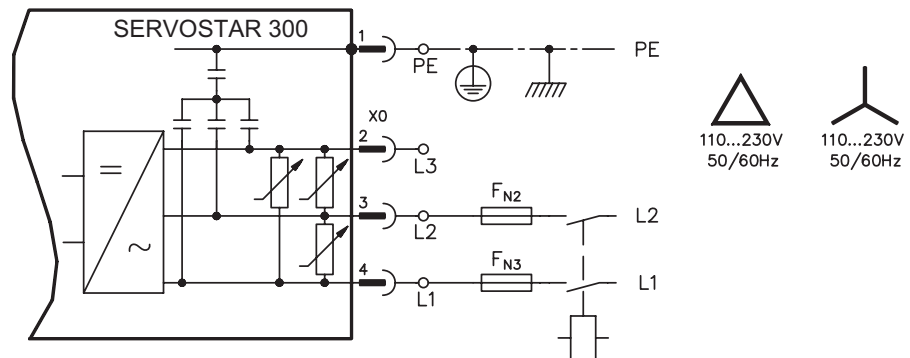 SERVOSTAR 300
1
PE
PE
X0
2
L3
3
L2
FN2
L2
4
L1
FN3
L1
110...230V
50/60Hz
110...230V
50/60Hz